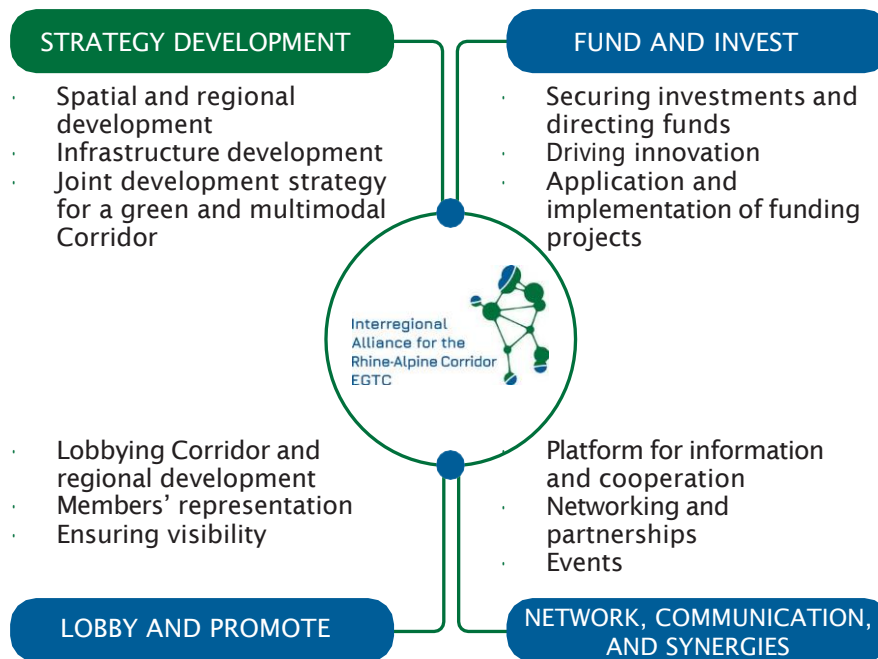 STRATEGY DEVELOPMENT
· Spatial and regional
development
· Infrastructure development
· Joint development strategy
for a green and multimodal
Corridor
FUND AND INVEST
· Securing investments and
directing funds
· Driving innovation
· Application and
implementation of funding
projects
Interregional
Alliance for the
Rhine-Alpine Corridor
EGTC
· Lobbying Corridor and
regional development
· Members’ representation
· Ensuring visibility
LOBBY AND PROMOTE
· Platform for information
and cooperation
· Networking and
partnerships
· Events
NETWORK, COMMUNICATION,
AND SYNERGIES